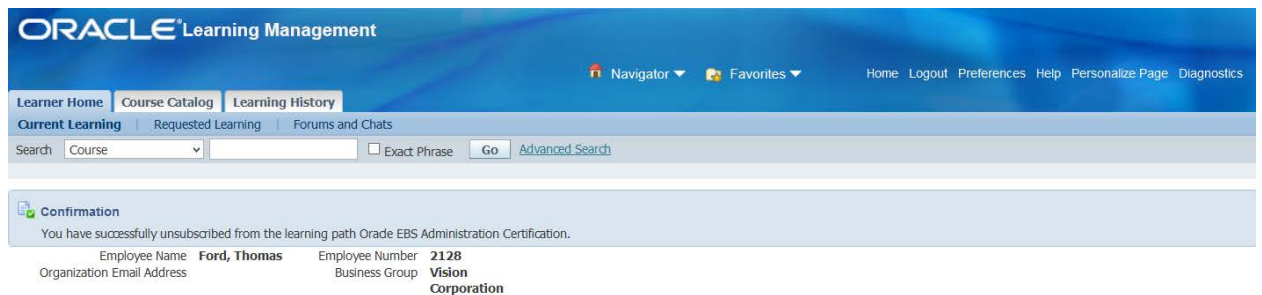 ORACLE Learning Management
Navigator Favorites Home Logout Preferences Help Personalize Page Diagnostics
Learner Home Course Catalog Learning History
Current Learning | Requested Learning | Forums and Chats
Search Course Exact Phrase Go Advanced Search
Confirmation
You have successfully unsubscribed from the learning path Orade EBS Administration Certification.
Employee Name Ford, Thomas Employee Number 2128
Organization Email Address Business Group Vision
Corporation